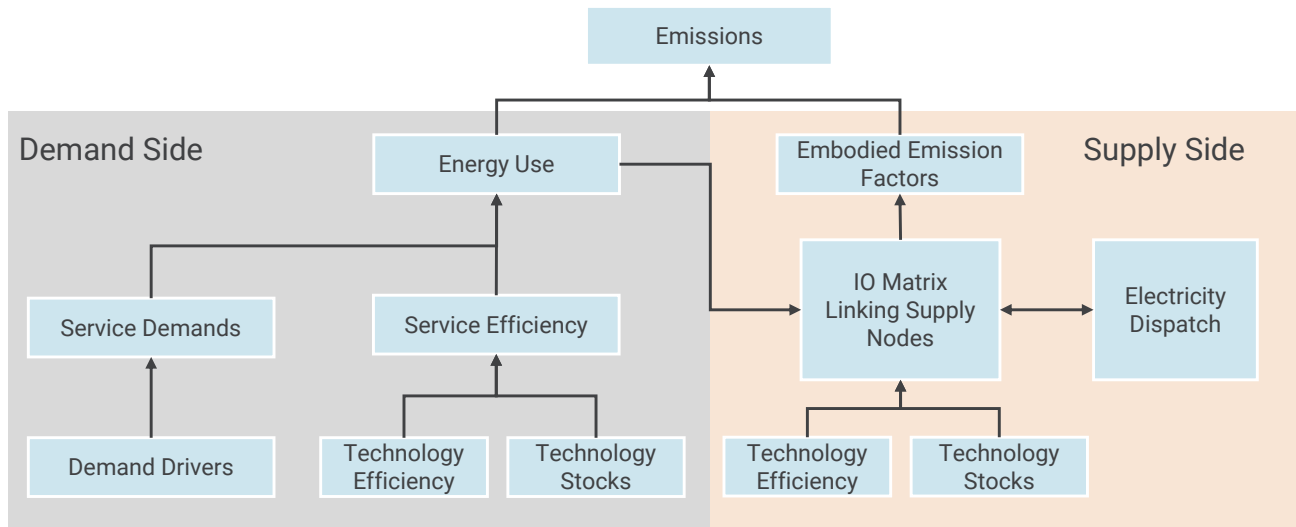 Emissions
Demand Side
Supply Side
Energy Use
Embodied Emission
Factors
Service Demands
Service Efficiency
IO Matrix
Linking Supply
Nodes
Electricity
Dispatch
Demand Drivers
Technology
Efficiency
Technology
Stocks
Technology
Efficiency
Technology
Stocks